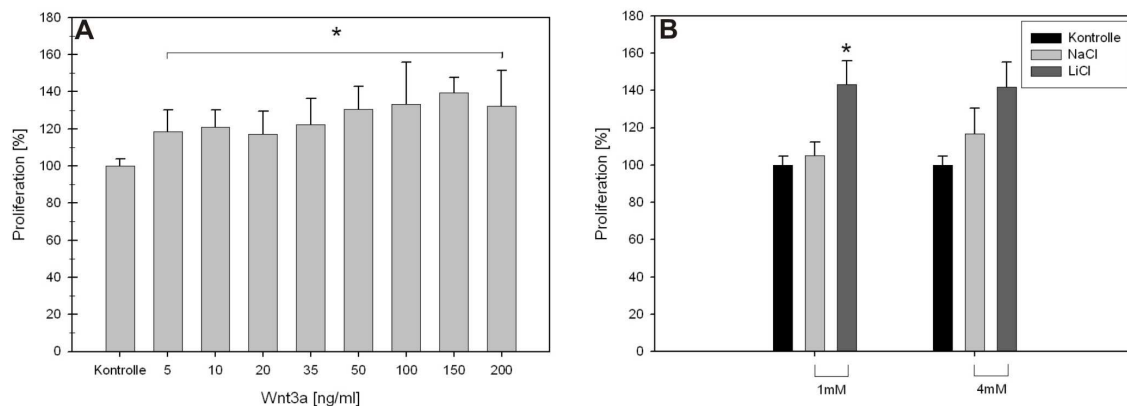 A
*
Proliferation [%]
180
160
140
120
100
80
60
40
20
0
Kontrolle 5 10 20 35 50 100 150 200
Wnt3a [ng/ml]
B
Kontrolle
NaCl
LiCl
*
Proliferation [%]
180
160
140
120
100
80
60
40
20
0
1mM 4mM